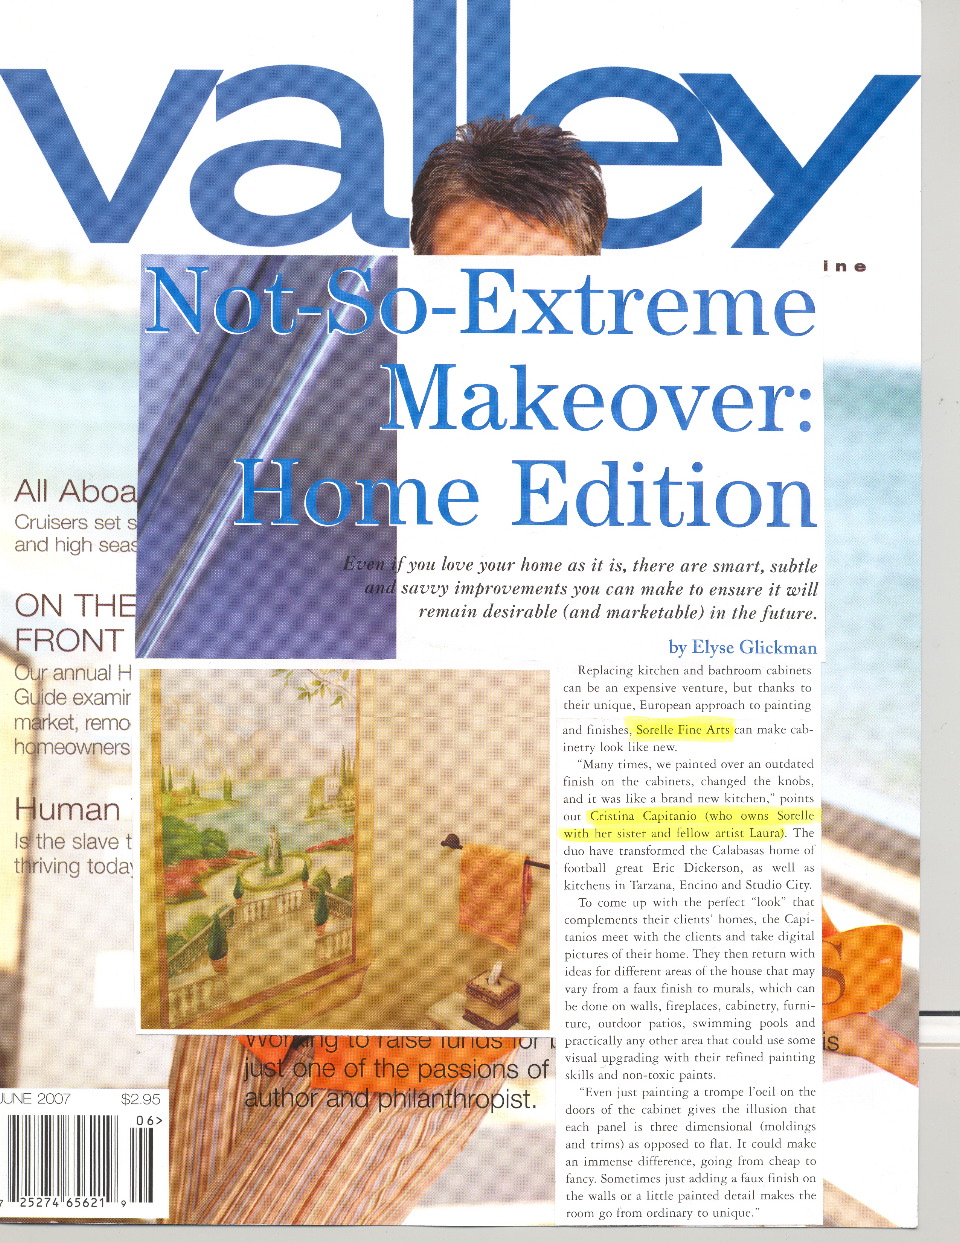 valley
ine
Not-So-Extreme
Makeover:
Home Edition
Even if you love your home as it is, there are smart, subtle
and savvy improvements you can make to ensure it will
remain desirable (and marketable) in the future.
by Elyse Glickman
All Aboa
Cruisers set s
and high seas
ON THE
FRONT
Our annual H
Guide examin
market, remo
homeowners
Human
Is the slave t
thriving today
Replacing kitchen and bathroom cabinets
can be an expensive venture, but thanks to
their unique, European approach to painting
and finishes, Sorelle Fine Arts can make cab-
inetry look like new.
"Many times, we painted over an outdated
finish on the cabinets, changed the knobs,
and it was like a brand new kitchen," points
out Cristina Capitanio (who owns Sorelle
with her sister and fellow artist Laura). The
duo have transformed the Calabasas home of
football great Eric Dickerson, as well as
kitchens in Tarzana, Encino and Studio City.
To come up with the perfect "look" that
complements their clients' homes, the Capi-
tanios meet with the clients and take digital
pictures of their home. They then return with
ideas for different areas of the house that may
vary from a faux finish to murals, which can
be done on walls, fireplaces, cabinetry, furni-
ture, outdoor patios, swimming pools and
practically any other area that could use some
visual upgrading with their refined painting
skills and non-toxic paints.
"Even just painting a trompe l'oeil on the
doors of the cabinet gives the illusion that
each panel is three dimensional (moldings
and trims) as opposed to flat. It could make
an immense difference, going from cheap to
fancy. Sometimes just adding a faux finish on
the walls or a little painted detail makes the
room go from ordinary to unique."
S
Working to raise funds for
is
just one of the passions of
author and philanthropist.
JUNE 2007 $2.95
06>
7 25274 65621 9